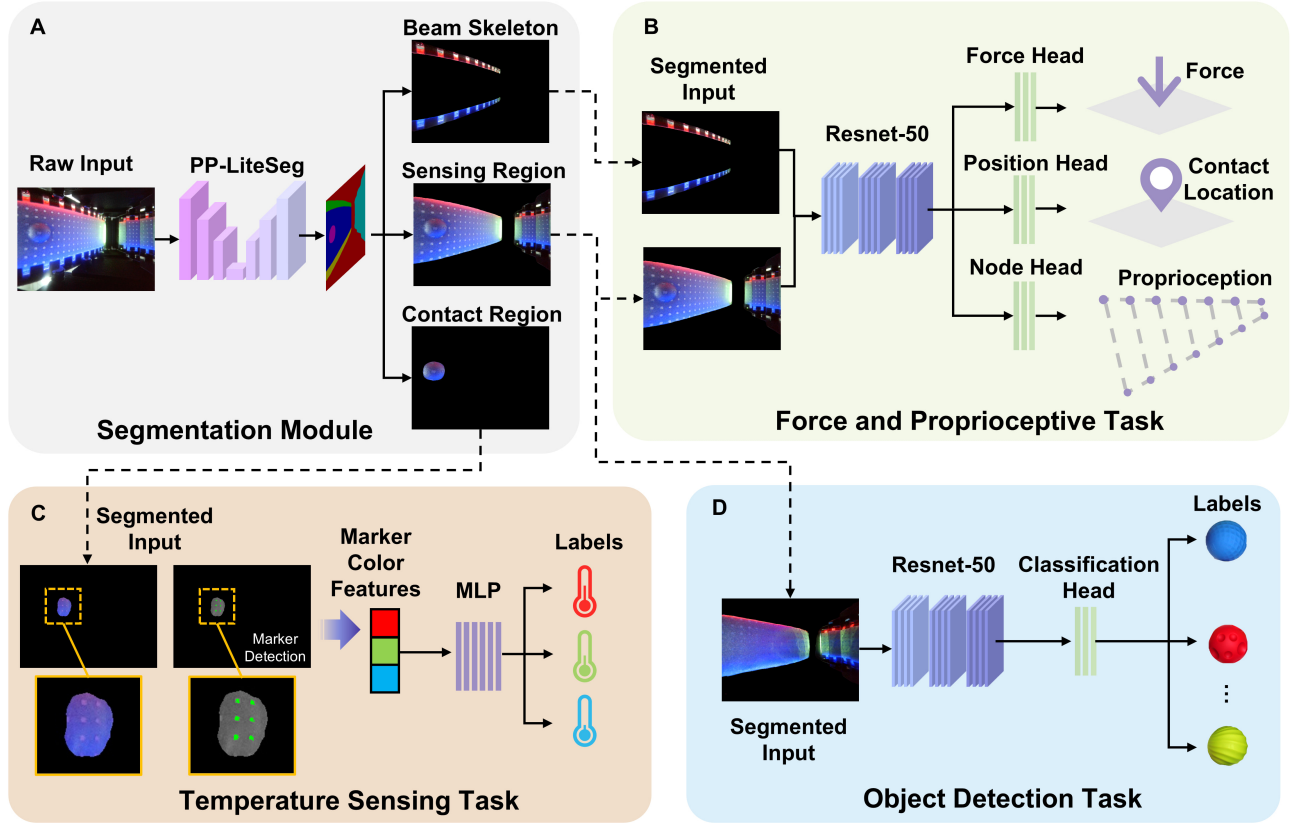 A
Beam Skeleton
Raw Input
PP-LiteSeg
Sensing Region
Contact Region
Segmentation Module
B
Segmented
Input
Resnet-50
Force Head
Force
Position Head
Contact
Location
Node Head
Proprioception
Force and Proprioceptive Task
C
Segmented
Input
Marker
Detection
Marker
Color
Features
MLP
Labels
Temperature Sensing Task
D
Segmented
Input
Resnet-50
Classification
Head
Labels
...
Object Detection Task